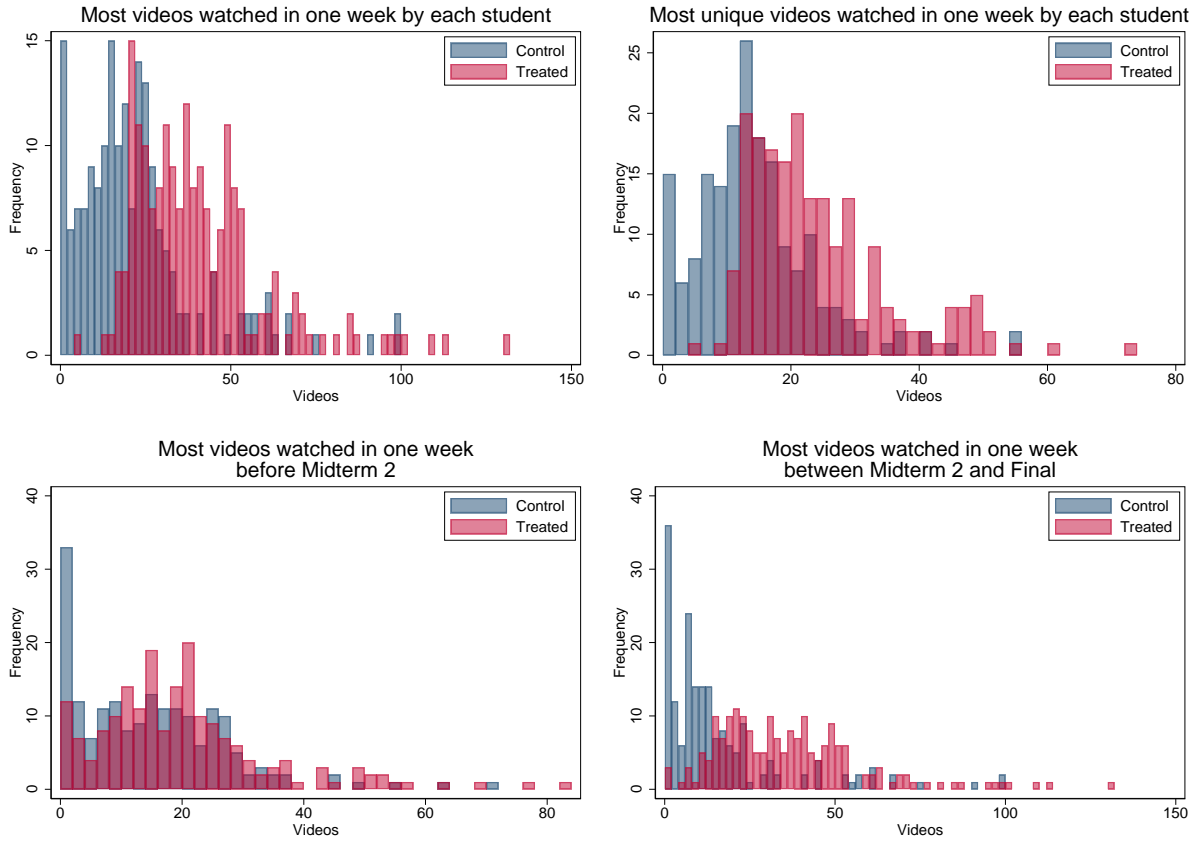 Most videos watched in one week by each student
Control
Treated
Frequency
0
5
10
15
0
50
100
150
Videos
Most unique videos watched in one week by each student
Control
Treated
Frequency
0
5
10
15
20
25
0
20
40
60
80
Videos
Most videos watched in one week
before Midterm 2
Control
Treated
Frequency
0
10
20
30
40
0
20
40
60
80
Videos
Most videos watched in one week
between Midterm 2 and Final
Control
Treated
Frequency
0
10
20
30
40
0
50
100
150
Videos